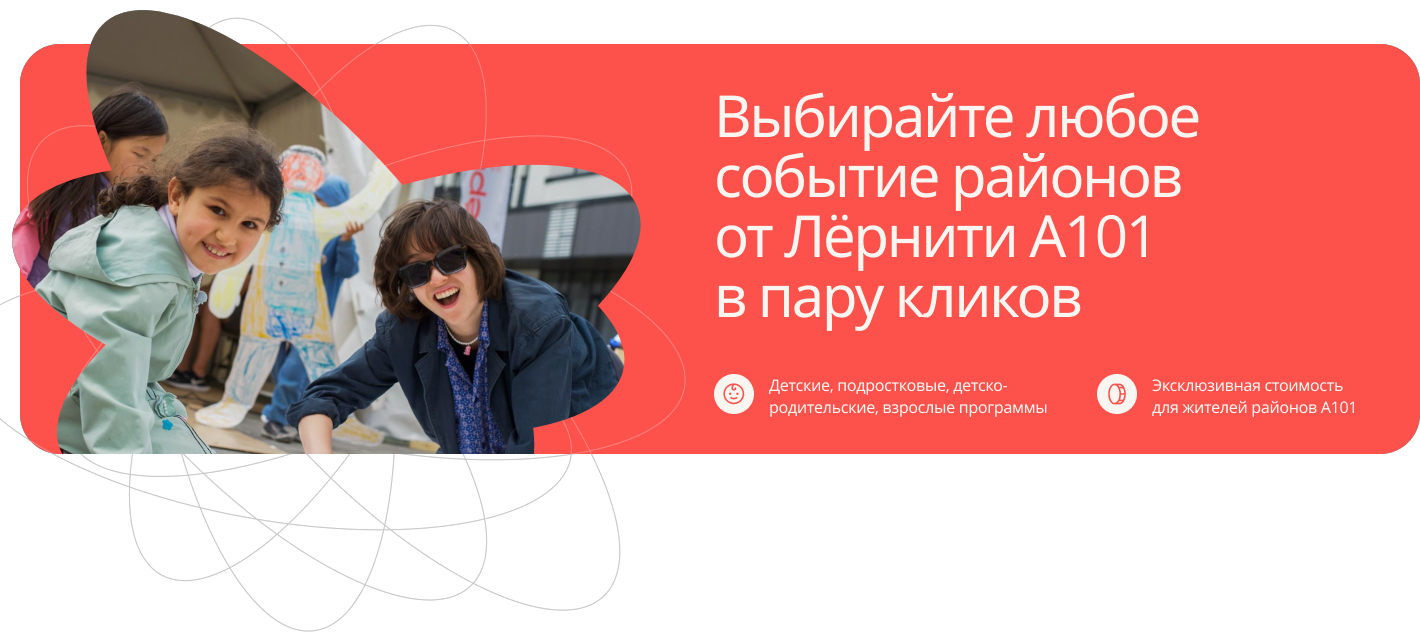 Выбирайте любое
событие районов
от Лёрнити А101
в пару кликов
Детские, подростковые, детско-
родительские, взрослые программы
Эксклюзивная стоимость
для жителей районов А101